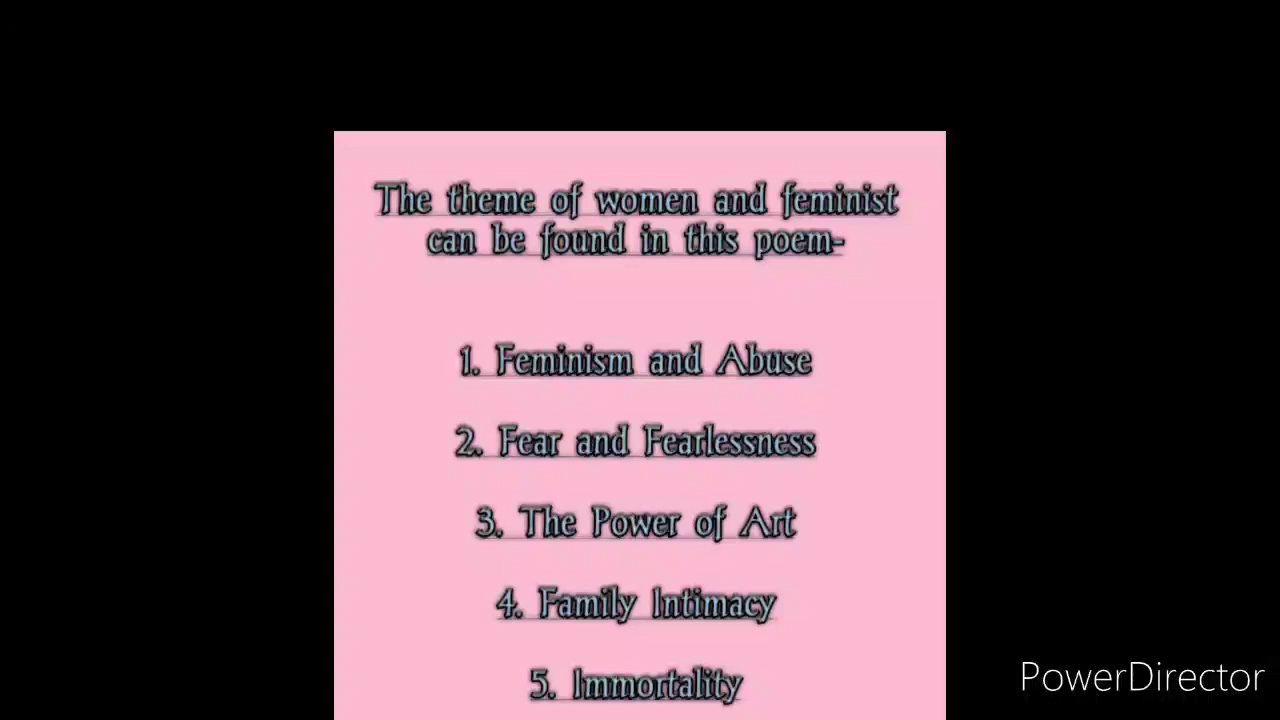 The theme of women and feminist
can be found in this poem-
1. Feminism and Abuse
2. Fear and Fearlessness
3. The Power of Art
4. Family Intimacy
5. Immortality
PowerDirector